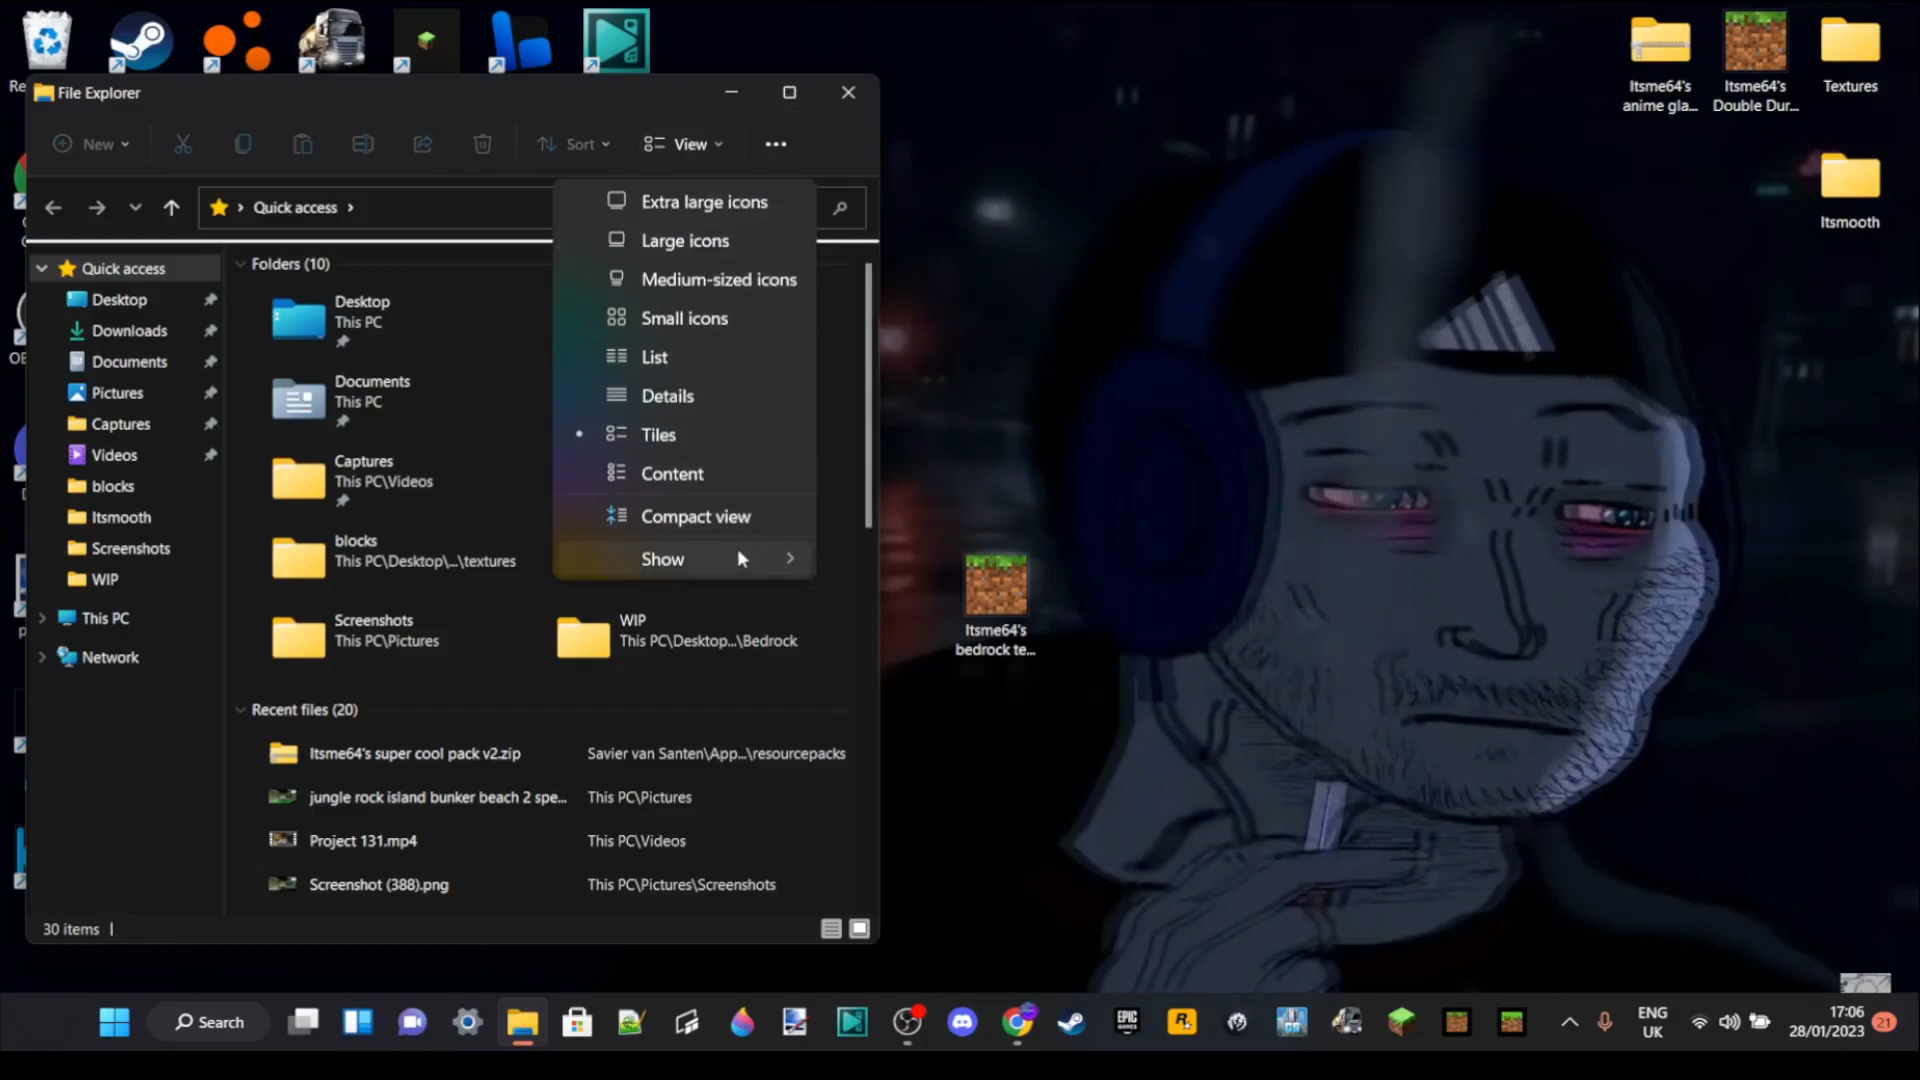 Itsme64's
anime gla...
Itsme64's
Double Dur...
Textures
Itsmooth
Re
File Explorer
New
Sort
View
Quick access
Extra large icons
Large icons
Medium-sized icons
Small icons
List
Details
Tiles
Content
Compact view
Show
Quick access
Desktop
Downloads
Documents
Pictures
Captures
Videos
blocks
Itsmooth
Screenshots
WIP
This PC
Network
Folders (10)
Desktop
This PC
Documents
This PC
Captures
This PC\Videos
blocks
This PC\Desktop\...\textures
Screenshots
This PC\Pictures
WIP
This PC\Desktop...\Bedrock
Recent files (20)
Itsme64's super cool pack v2.zip
Savier van Santen\App...\resourcepacks
jungle rock island bunker beach 2 spe...
This PC\Pictures
Project 131.mp4
This PC\Videos
Screenshot (388).png
This PC\Pictures\Screenshots
30 items
Itsme64's
bedrock te...
Search
EPIC
GAMES
R
ENG
UK
17:06
28/01/2023
21